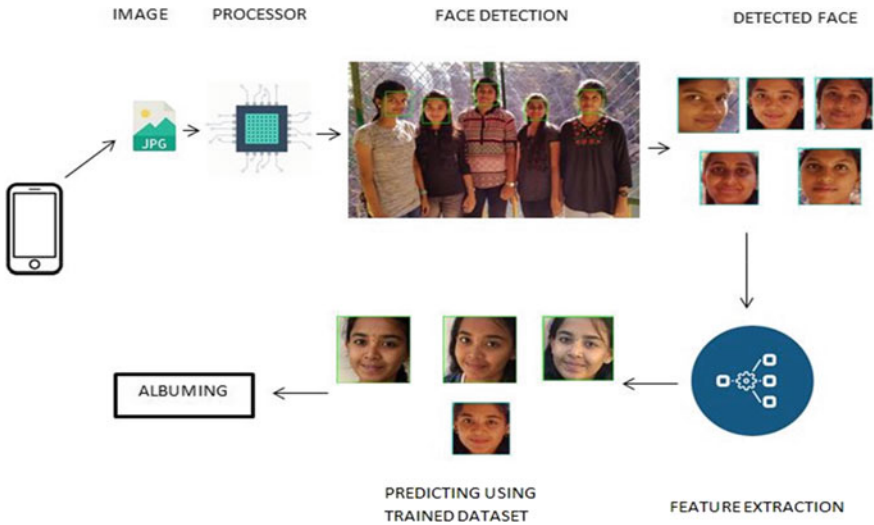 IMAGE
PROCESSOR
FACE DETECTION
DETECTED FACE
JPG
ALBUMING
PREDICTING USING
TRAINED DATASET
FEATURE EXTRACTION